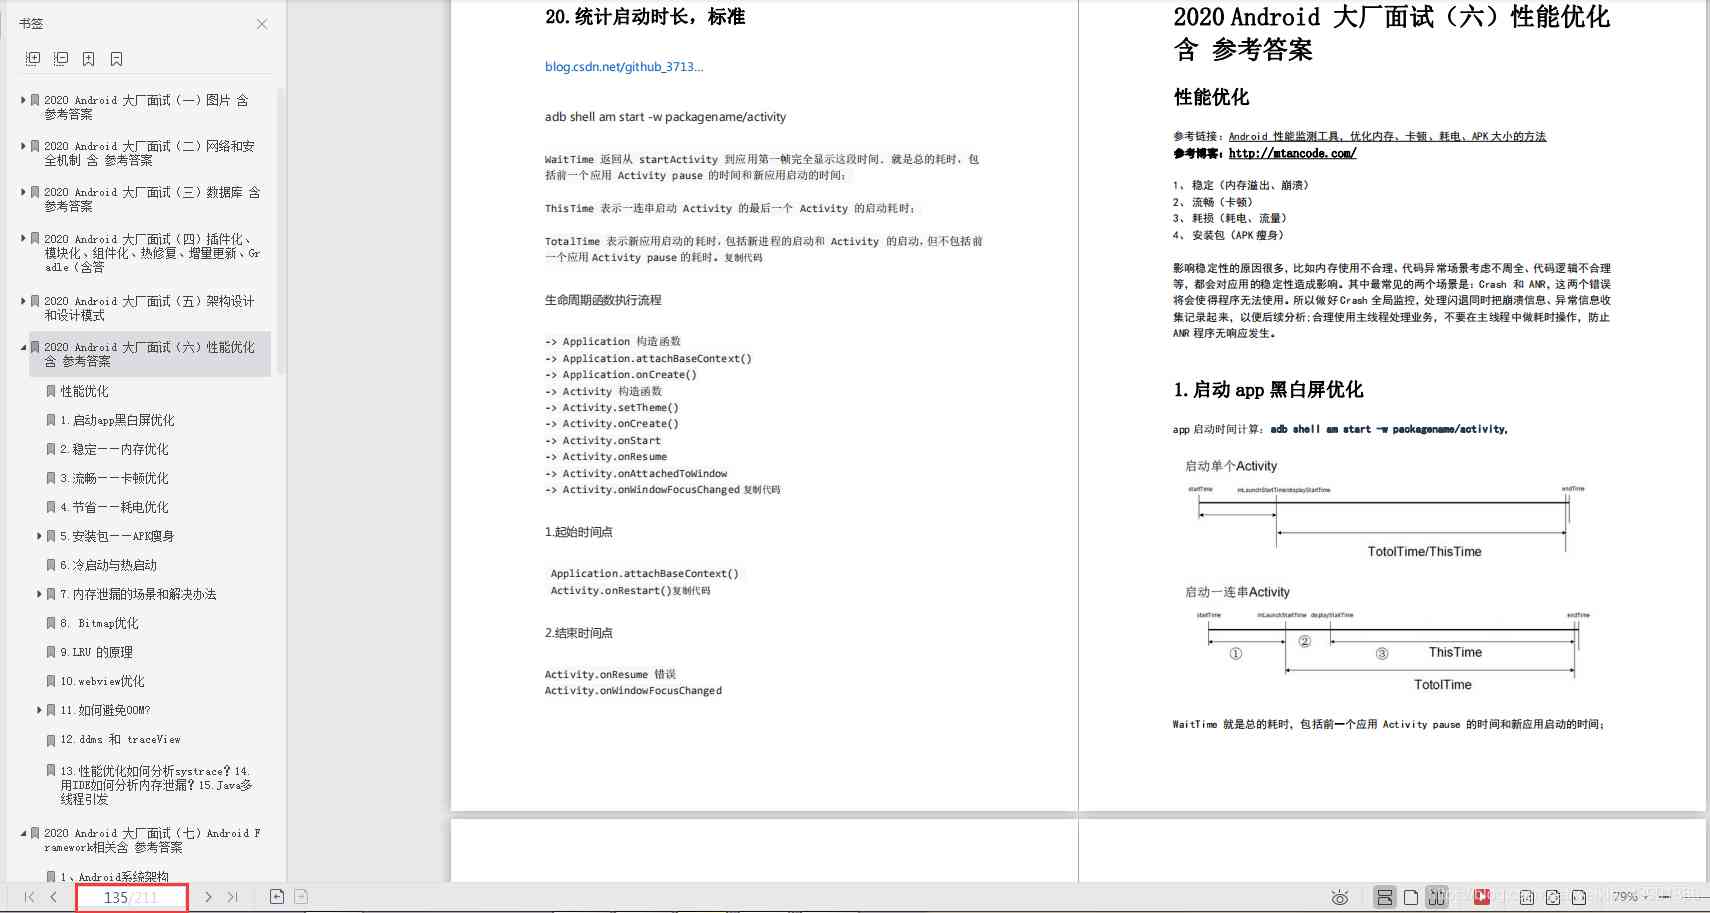 书签
2020 Android 大厂面试（一）图片 含
参考答案
2020 Android 大厂面试（二）网络和安
全机制 含 参考答案
2020 Android 大厂面试（三）数据库 含
参考答案
2020 Android 大厂面试（四）插件化、
模块化、组件化、热修复、增量更新、Gr
adle（含答
2020 Android 大厂面试（五）架构设计
和设计模式
2020 Android 大厂面试（六）性能优化
含 参考答案
性能优化
1.启动app黑白屏优化
2.稳定——内存优化
3.流畅——卡顿优化
4.节省——耗电优化
5.安装包——APK瘦身
6.冷启动与热启动
7.内存泄漏的场景和解决办法
8. Bitmap优化
9.LRU 的原理
10.webview优化
11.如何避免OOM?
12.ddms 和 traceView
13.性能优化如何分析systrace? 14.
用IDE如何分析内存泄漏? 15.Java多
线程引发
2020 Android 大厂面试（七）Android F
ramework相关含 参考答案
1、Android系统架构
135/211
20. 统计启动时长，标准
blog.csdn.net/github_3713...
adb shell am start -w packagename/activity
WaitTime 返回从 startActivity 到应用第一帧完全显示这段时间. 就是总的耗时，包
括前一个应用 Activity pause 的时间和新应用启动的时间；
ThisTime 表示一连串启动 Activity 的最后一个 Activity 的启动耗时；
TotalTime 表示新应用启动的耗时，包括新进程的启动和 Activity 的启动，但不包括前
一个应用 Activity pause 的耗时。复制代码
生命周期函数执行流程
-> Application 构造函数
-> Application.attachBaseContext()
-> Application.onCreate()
-> Activity 构造函数
-> Activity.setTheme()
-> Activity.onCreate()
-> Activity.onStart
-> Activity.onResume
-> Activity.onAttachedToWindow
-> Activity.onWindowFocusChanged 复制代码
1.起始时间点
Application.attachBaseContext()
Activity.onRestart()复制代码
2.结束时间点
Activity.onResume 错误
Activity.onWindowFocusChanged
2020 Android 大厂面试（六）性能优化
含 参考答案
性能优化
参考链接：Android 性能监测工具，优化内存、卡顿、耗电、APK 大小的方法
参考博客：http://mtancode.com/
1、 稳定（内存溢出、崩溃）
2、 流畅（卡顿）
3、 耗损（耗电、流量）
4、 安装包（APK 瘦身）
影响稳定性的原因很多，比如内存使用不合理、代码异常场景考虑不周全、代码逻辑不合理
等，都会对应用的稳定性造成影响。其中最常见的两个场景是：Crash 和 ANR，这两个错误
将会使得程序无法使用。所以做好 Crash 全局监控，处理闪退同时把崩溃信息、异常信息收
集记录起来，以便后续分析；合理使用主线程处理业务，不要在主线程中做耗时操作，防止
ANR 程序无响应发生。
1. 启动 app 黑白屏优化
app 启动时间计算：adb shell am start -w packagename/activity,
启动单个Activity
startTime mLaunchStartTime/displayStartTime endTime
TotolTime/ThisTime
启动一连串Activity
startTime mLaunchStartTime displayStartTime endTime
① ② ③ ThisTime
TotolTime
WaitTime 就是总的耗时，包括前一个应用 Activity pause 的时间和新应用启动的时间；
79%